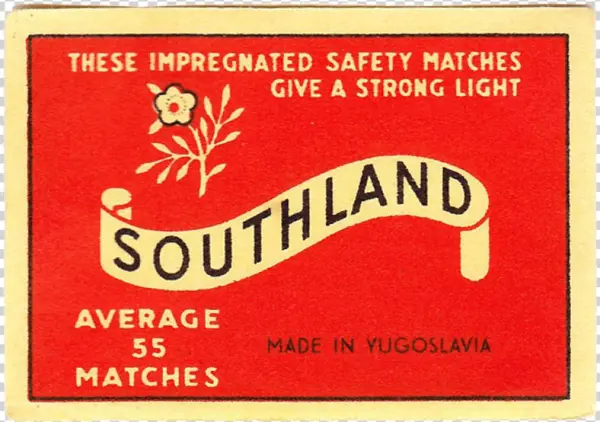 THESE IMPREGNATED SAFETY MATCHES
GIVE A STRONG LIGHT
SOUTHLAND
AVERAGE
55
MATCHES
MADE IN YUGOSLAVIA